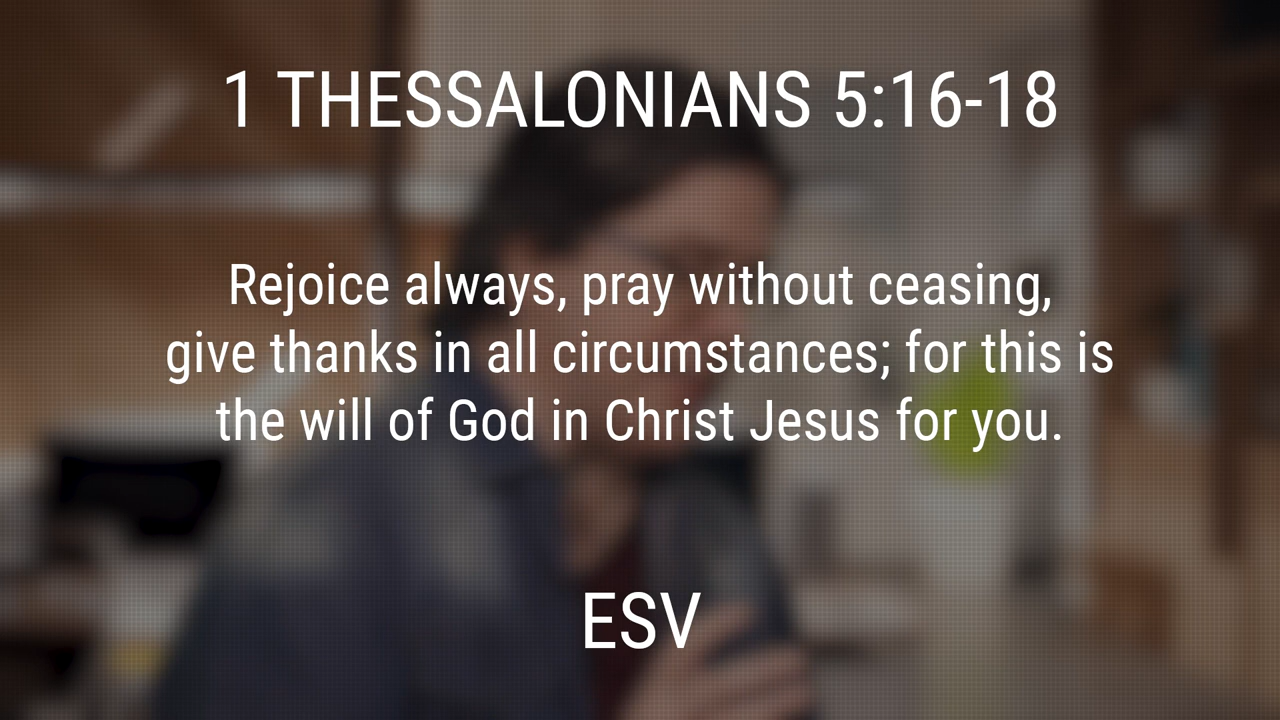 1 THESSALONIANS 5:16-18
Rejoice always, pray without ceasing,
give thanks in all circumstances; for this is
the will of God in Christ Jesus for you.
ESV